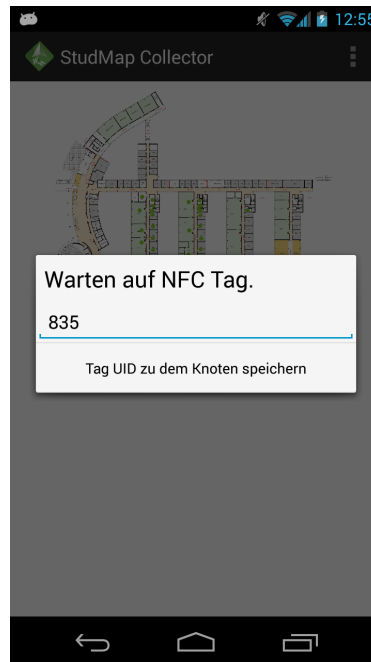 12:55
StudMap Collector
Warten auf NFC Tag.
835
Tag UID zu dem Knoten speichern